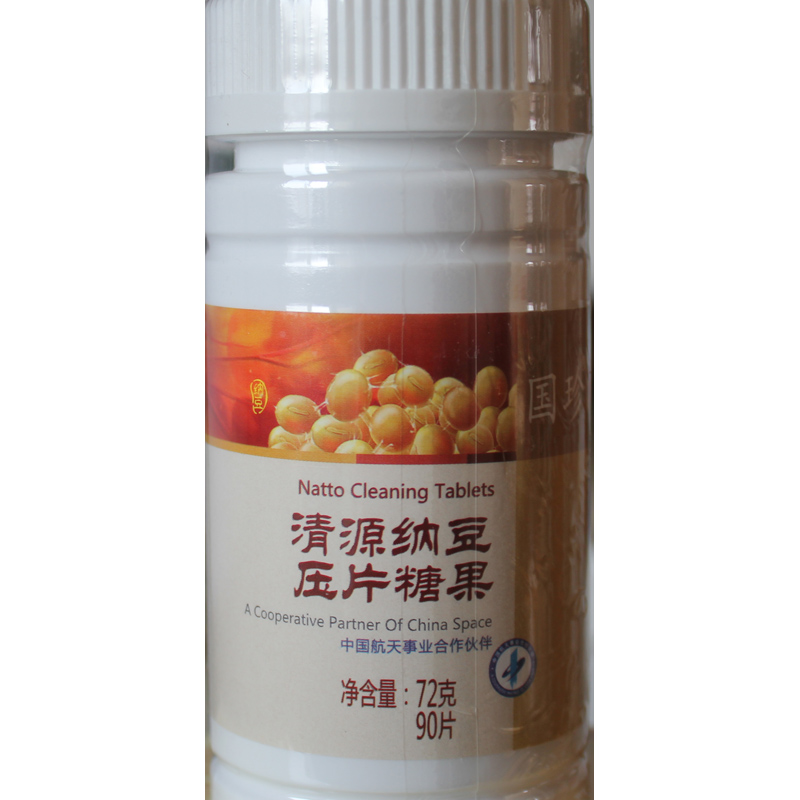 国珍
Natto Cleaning Tablets
清源纳豆
压片糖果
A Cooperative Partner Of China Space
中国航天事业合作伙伴
净含量：72克
90片